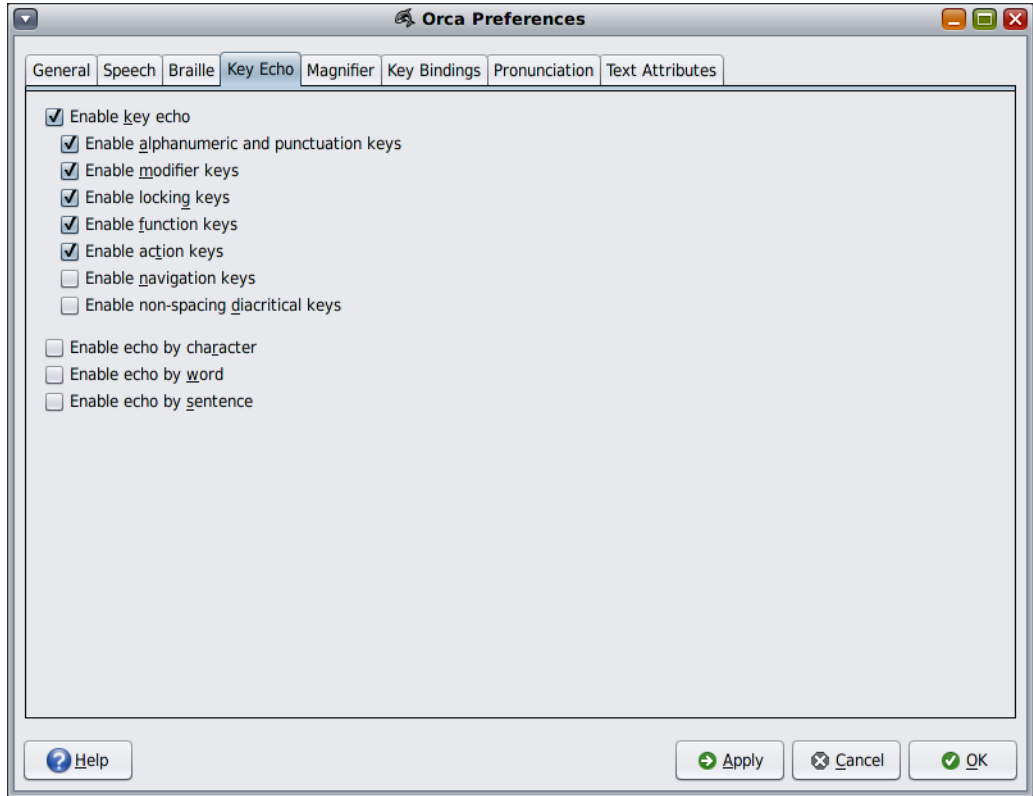 Orca Preferences
General Speech Braille Key Echo Magnifier Key Bindings Pronunciation Text Attributes
Enable key echo
Enable alphanumeric and punctuation keys
Enable modifier keys
Enable locking keys
Enable function keys
Enable action keys
Enable navigation keys
Enable non-spacing diacritical keys
Enable echo by character
Enable echo by word
Enable echo by sentence
Help Apply Cancel OK